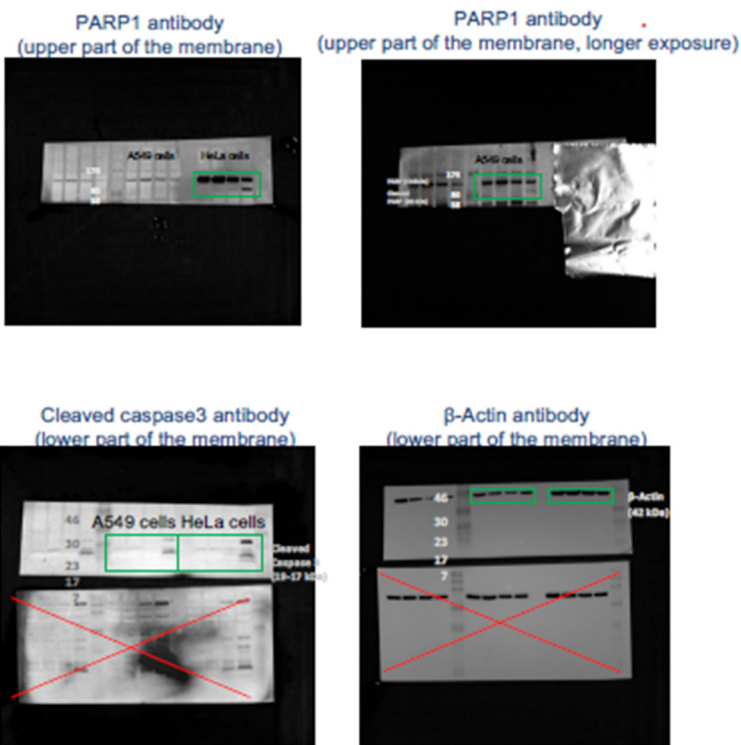 PARP1 antibody
(upper part of the membrane)
PARP1 antibody
(upper part of the membrane, longer exposure)
A549 cells HeLa cells
175
80
58
A549 cells
175
80
58
Cleaved caspase3 antibody
(lower part of the membrane)
A549 cells HeLa cells
46
30
23
17
7
Cleaved
Caspase 3
β-Actin antibody
(lower part of the membrane)
46
30
23
17
7
β-Actin
(42 kDa)